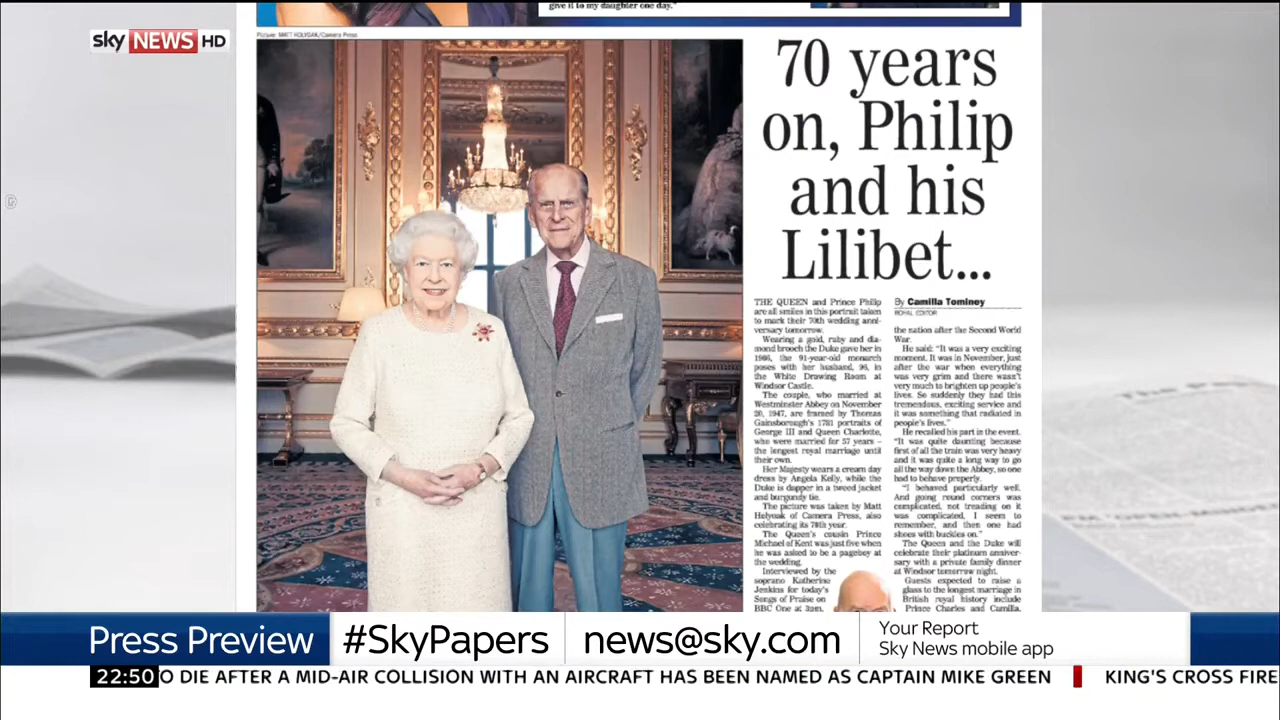 give it to my daughter one day."
Picture: MATT HOLYOAK/Camera Press
sky NEWS HD
70 years
on, Philip
and his
Lilibet...
THE QUEEN and Prince Philip
are all smiles in this portrait taken
to mark their 70th wedding anni-
versary tomorrow.
Wearing a gold, ruby and dia-
mond brooch the Duke gave her in
1966, the 91-year-old monarch
poses with her husband, 96, in
the White Drawing Room at
Windsor Castle.
The couple, who married at
Westminster Abbey on November
20, 1947, are framed by Thomas
Gainsborough's 1781 portraits of
George III and Queen Charlotte,
who were married for 57 years –
the longest royal marriage until
their own.
Her Majesty wears a cream day
dress by Angela Kelly, while the
Duke is dapper in a tweed jacket
and burgundy tie.
The picture was taken by Matt
Holyoak of Camera Press, also
celebrating its 70th year.
The Queen's cousin Prince
Michael of Kent was just five when
he was asked to be a pageboy at
the wedding.
Interviewed by the
soprano Katherine
Jenkins for today's
Songs of Praise on
BBC One at 3pm,
By Camilla Tominey
ROYAL EDITOR
the nation after the Second World
War.
He said: "It was a very exciting
moment. It was in November, just
after the war when everything
was very grim and there wasn't
very much to brighten up people's
lives. So suddenly they had this
tremendous, exciting service and
it was something that radiated in
people's lives."
He recalled his part in the event.
"It was quite daunting because
first of all the train was very heavy
and it was quite a long way to go
all the way down the Abbey, so one
had to behave properly.
"I behaved particularly well.
And going round corners was
complicated, not treading on it
was complicated, I seem to
remember, and then one had
shoes with buckles on."
The Queen and the Duke will
celebrate their platinum anniver-
sary with a private family dinner
at Windsor tomorrow night.
Guests expected to raise a
glass to the longest marriage in
British royal history include
Prince Charles and Camilla,
Press Preview
#SkyPapers
news@sky.com
Your Report
Sky News mobile app
22:50
O DIE AFTER A MID-AIR COLLISION WITH AN AIRCRAFT HAS BEEN NAMED AS CAPTAIN MIKE GREEN
KING'S CROSS FIRE